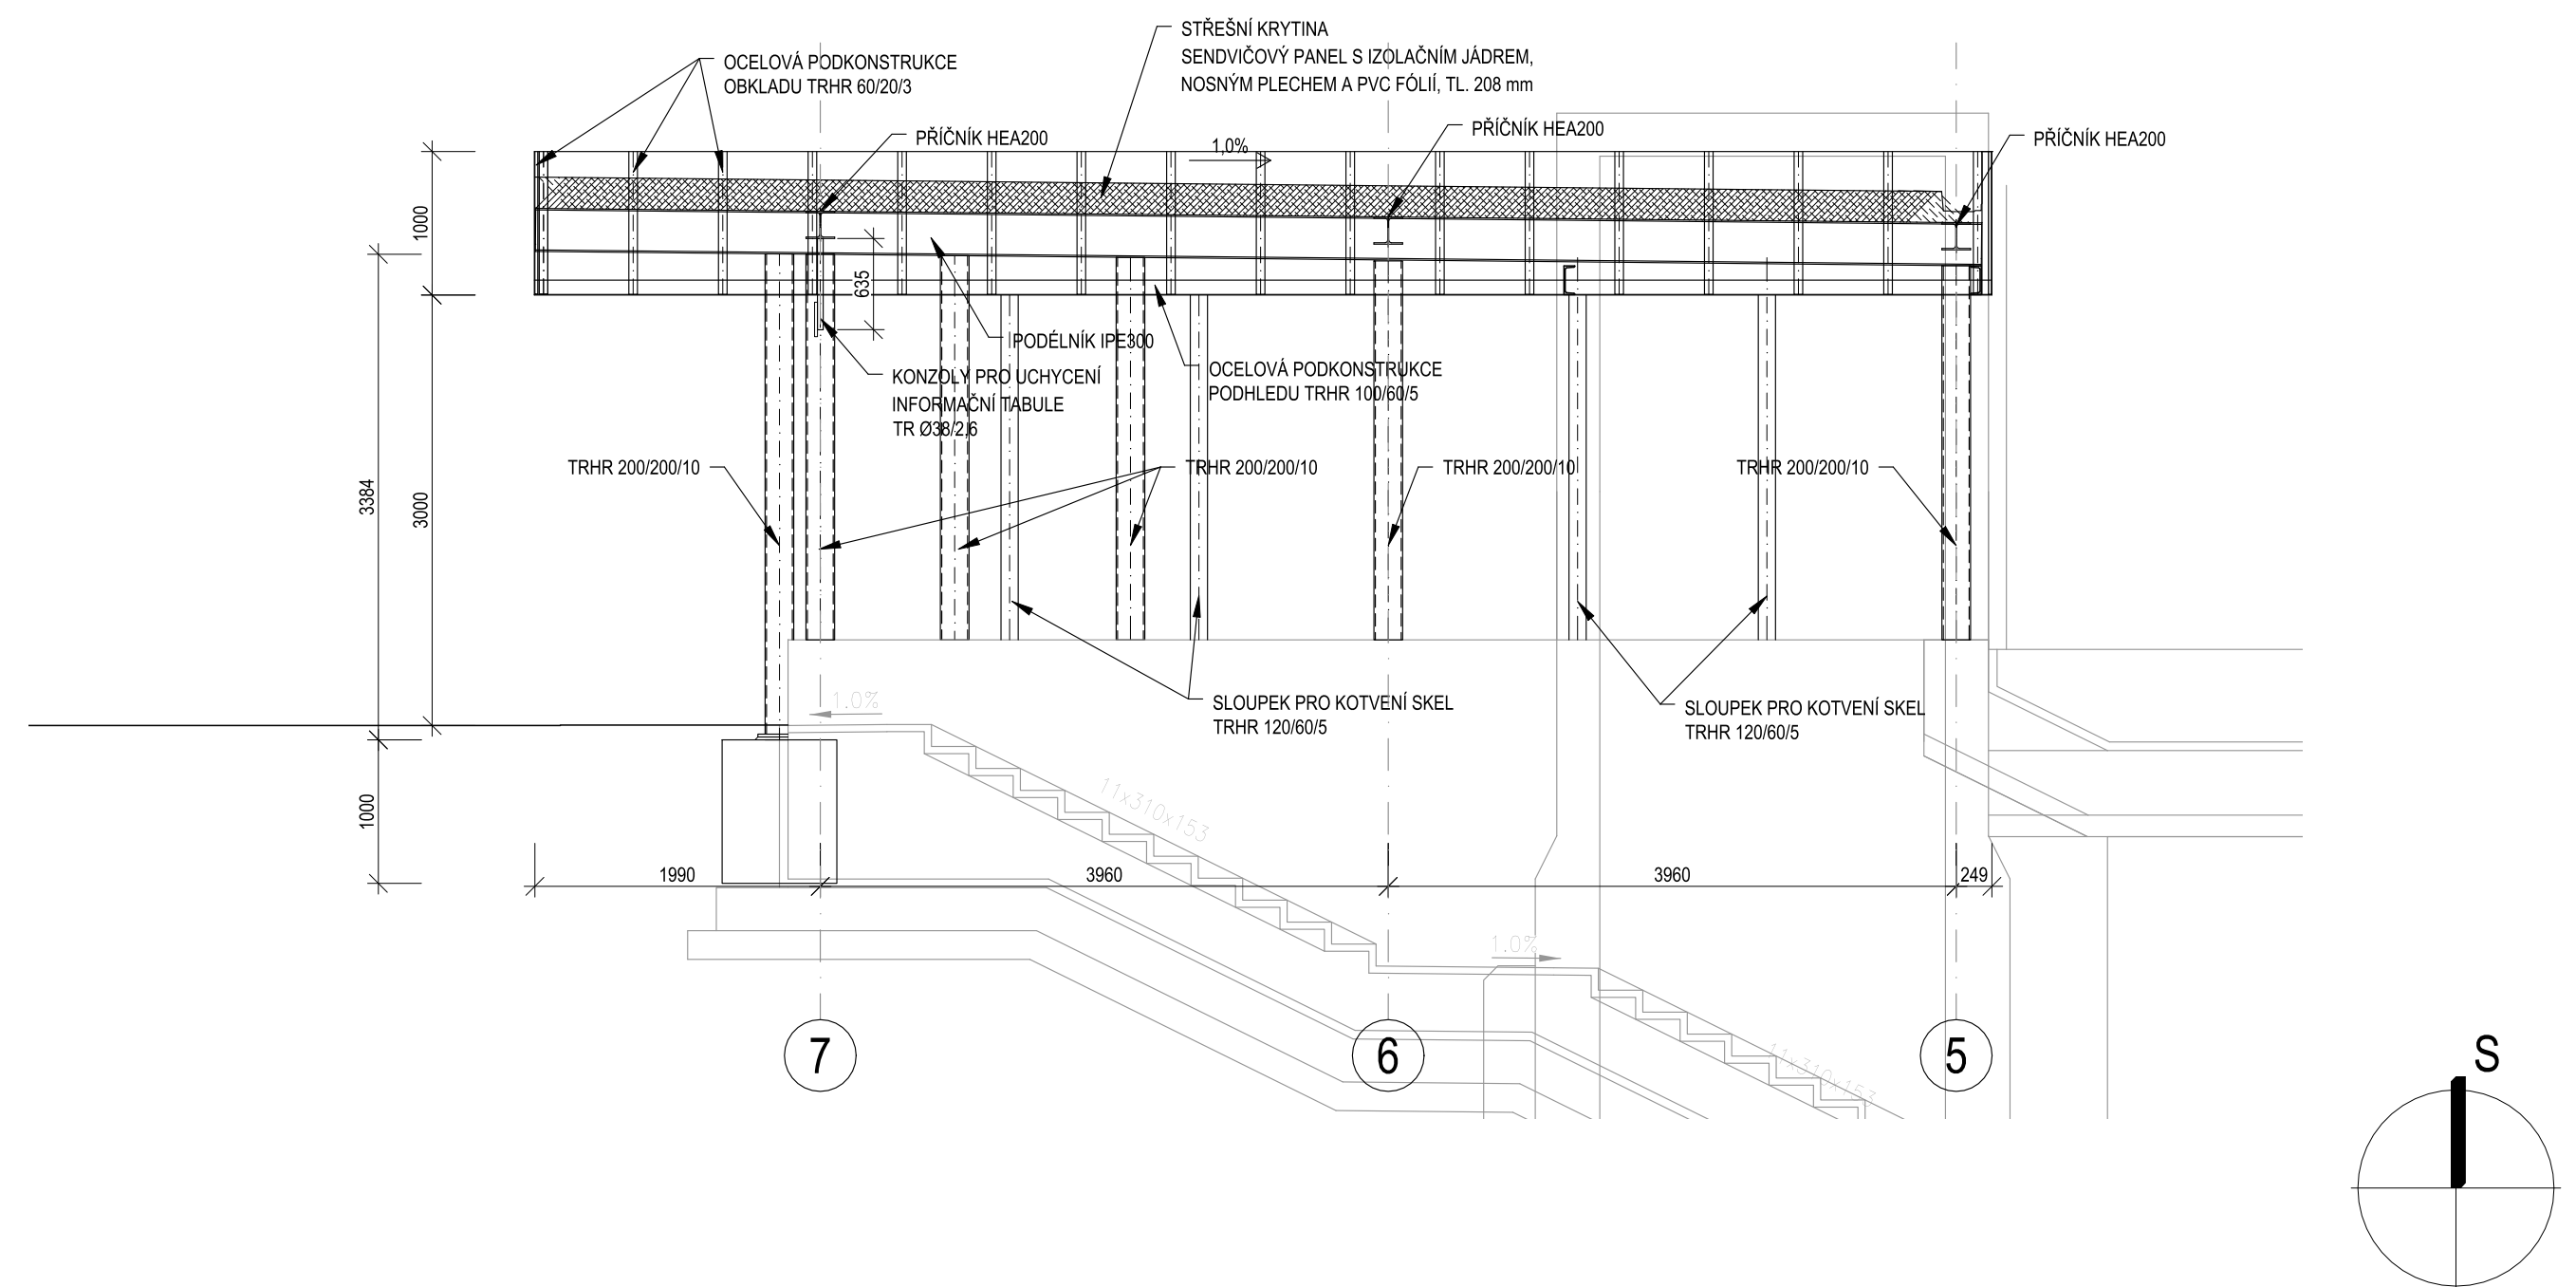 STŘEŠNÍ KRYTINA
SENDVIČOVÝ PANEL S IZOLAČNÍM JÁDREM,
NOSNÝM PLECHEM A PVC FÓLIÍ, TL. 208 mm
OCELOVÁ PODKONSTRUKCE
OBKLADU TRHR 60/20/3
PŘÍČNÍK HEA200
PŘÍČNÍK HEA200
PŘÍČNÍK HEA200
1,0%
1000
635
PODÉLNÍK IPE300
OCELOVÁ PODKONSTRUKCE
PODHLEDU TRHR 100/60/5
KONZOLY PRO UCHYCENÍ
INFORMAČNÍ TABULE
TR Ø38/2,6
TRHR 200/200/10
TRHR 200/200/10
TRHR 200/200/10
TRHR 200/200/10
3384
3000
SLOUPEK PRO KOTVENÍ SKEL
TRHR 120/60/5
SLOUPEK PRO KOTVENÍ SKEL
TRHR 120/60/5
1.0%
11x310x153
1000
1990
3960
3960
249
1.0%
11x310x153
7
6
5
S